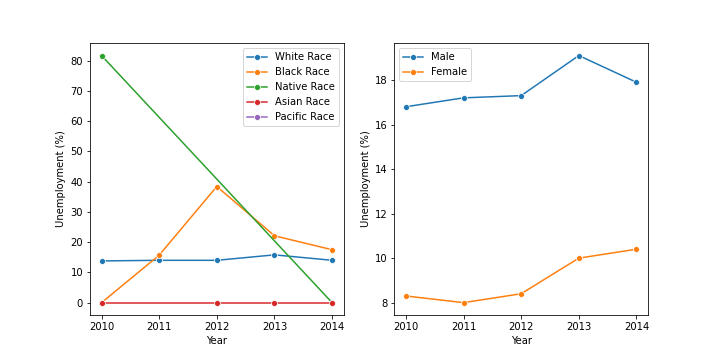 White Race
Black Race
Native Race
Asian Race
Pacific Race
80
70
60
50
40
30
20
10
0
Unemployment (%)
2010 2011 2012 2013 2014
Year
Male
Female
18
16
14
12
10
8
Unemployment (%)
2010 2011 2012 2013 2014
Year